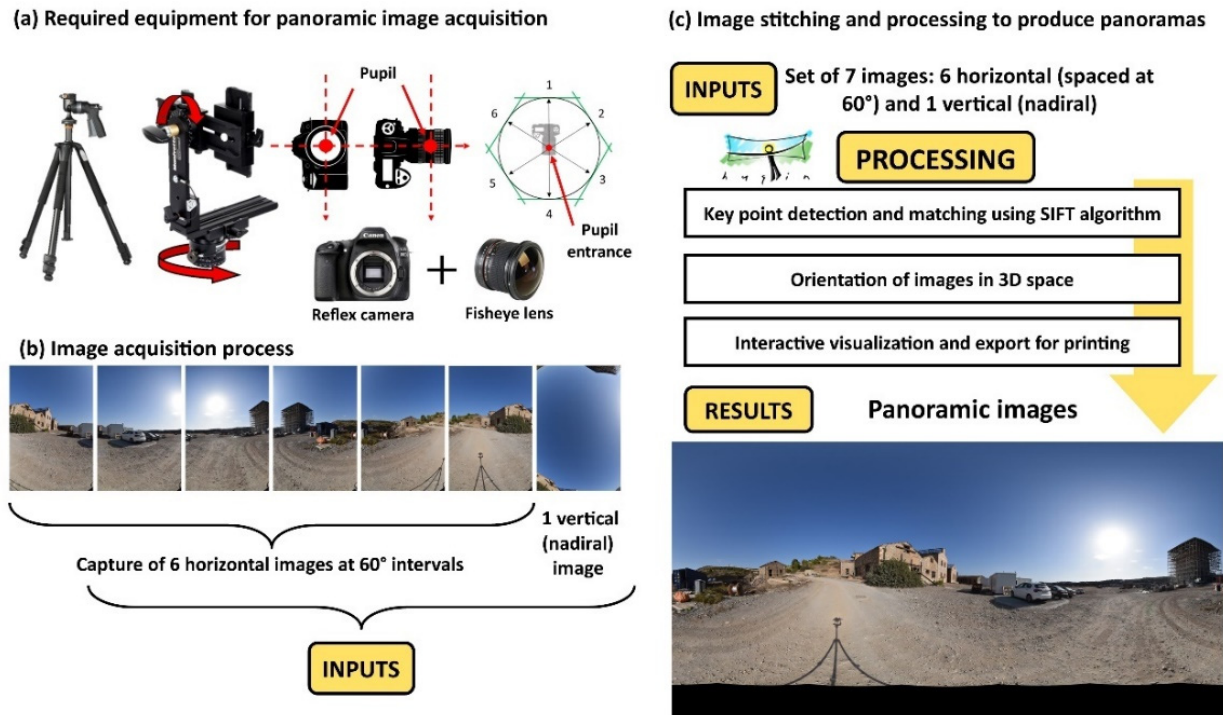 (a) Required equipment for panoramic image acquisition
Pupil
1
2
3
4
5
6
Pupil
entrance
Canon
Reflex camera
+
Fisheye lens
(b) Image acquisition process
Capture of 6 horizontal images at 60° intervals
1 vertical
(nadiral)
image
INPUTS
(c) Image stitching and processing to produce panoramas
INPUTS
Set of 7 images: 6 horizontal (spaced at
60°) and 1 vertical (nadiral)
hugin
PROCESSING
Key point detection and matching using SIFT algorithm
Orientation of images in 3D space
Interactive visualization and export for printing
RESULTS
Panoramic images